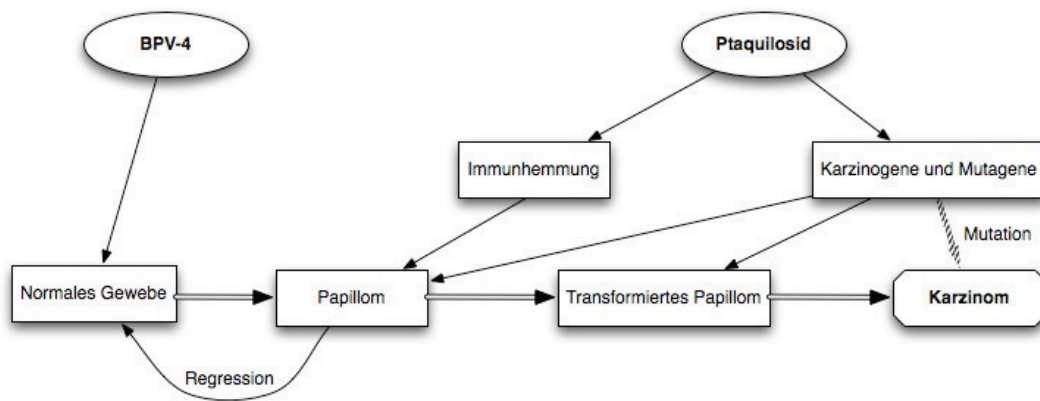 BPV-4
Ptaquilosid
Immunhemmung
Karzinogene und Mutagene
Mutation
Normales Gewebe
Papillom
Transformiertes Papillom
Karzinom
Regression